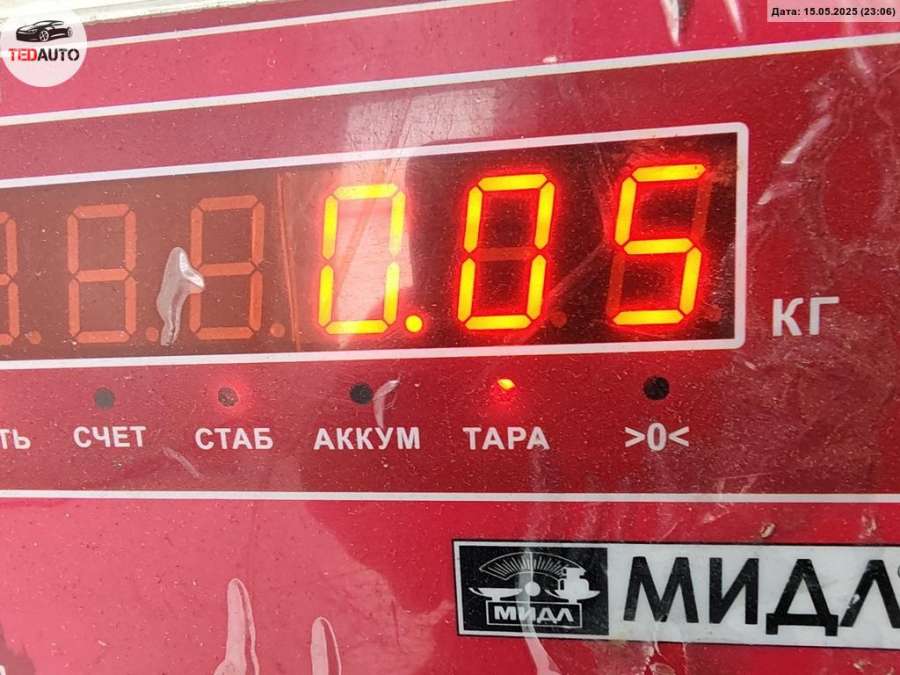 TEDAUTO
Дата: 15.05.2025 (23:06)
0.05
КГ
СЧЕТ СТАБ АККУМ ТАРА >0<
МИДЛ
МИДЛ